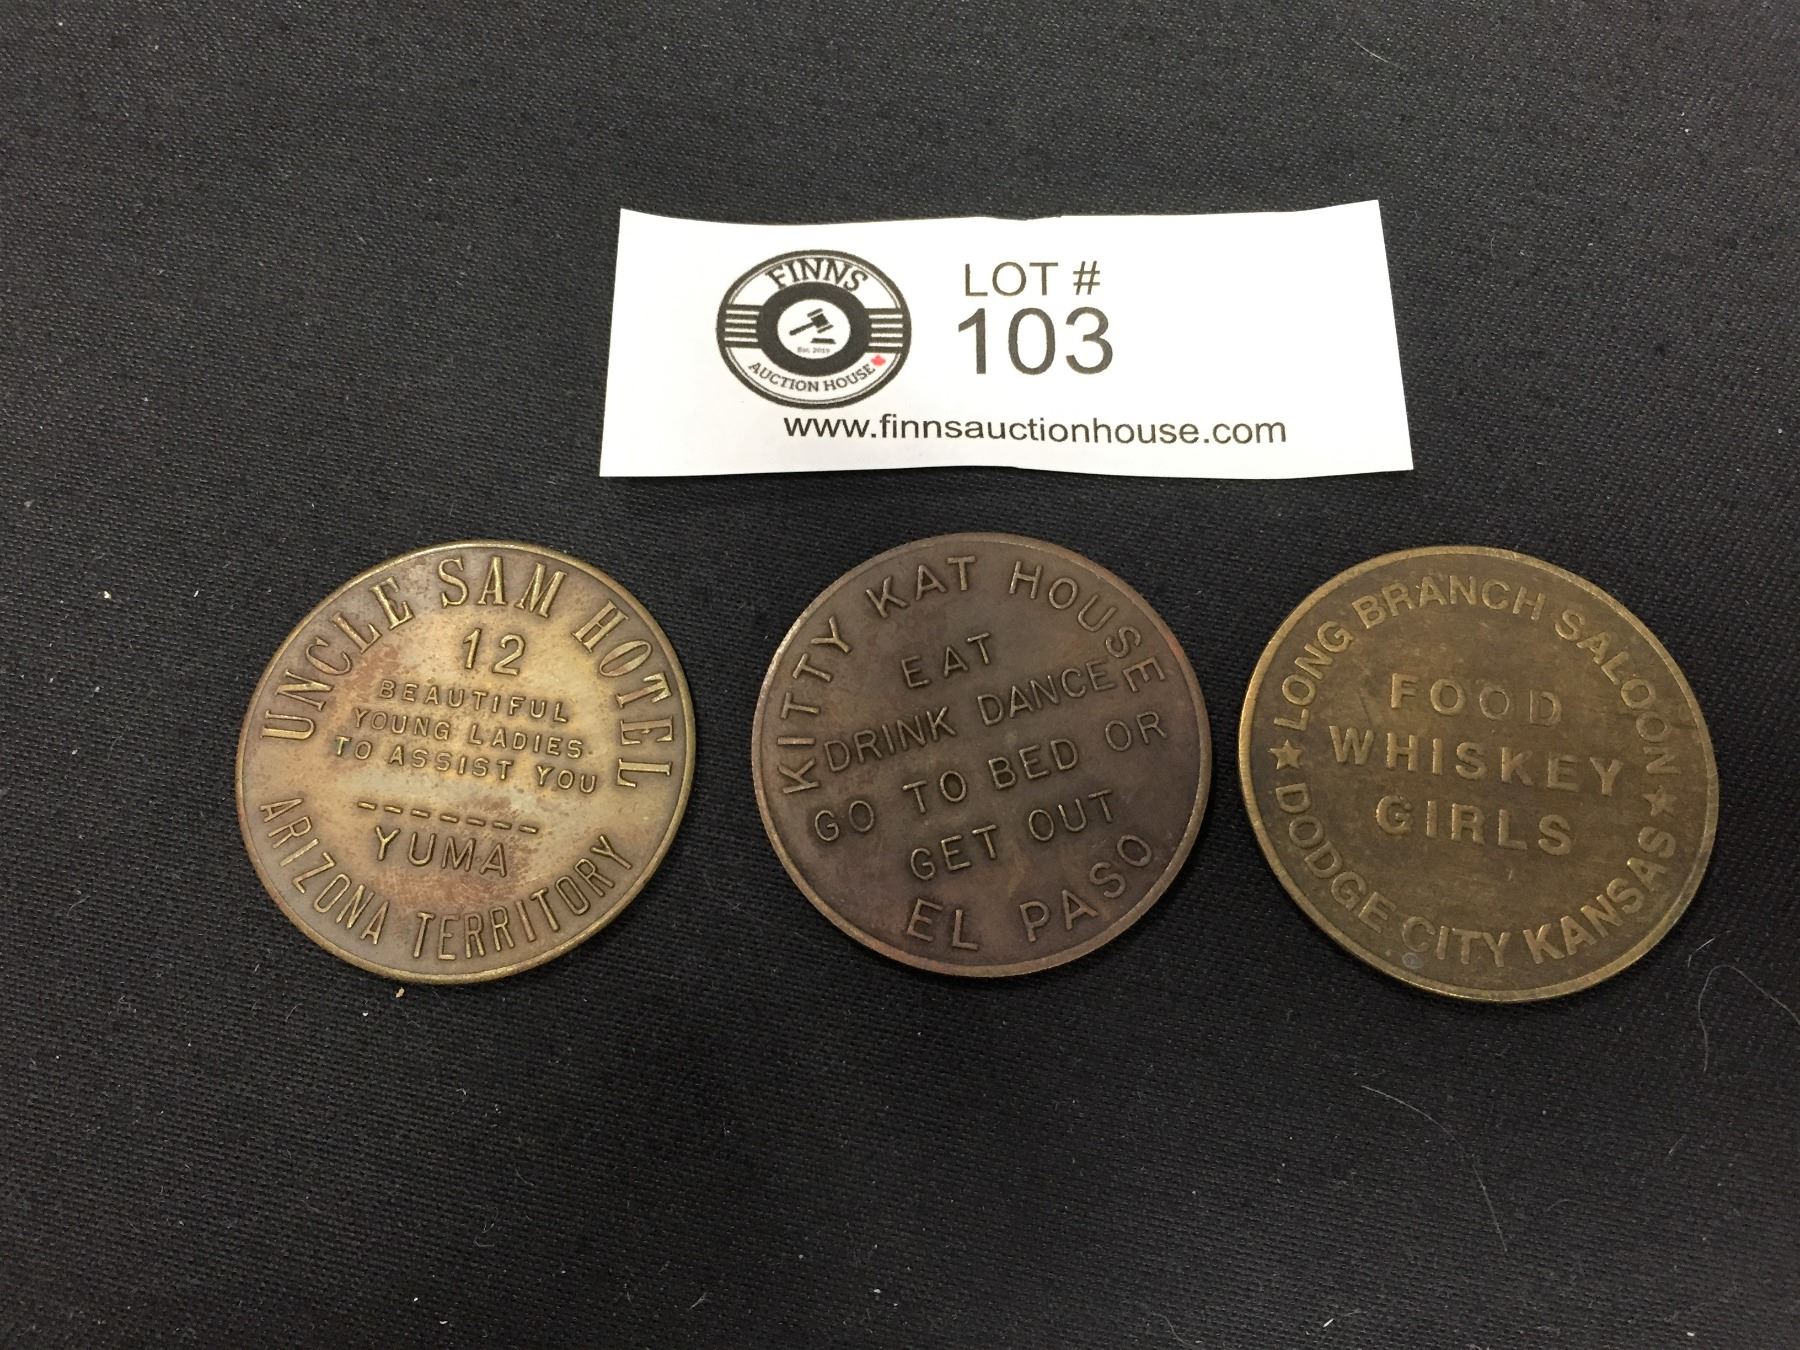 FINNS
Est. 2019
AUCTION HOUSE
LOT #
103
www.finnsauctionhouse.com
UNCLE SAM HOTEL
12
BEAUTIFUL
YOUNG LADIES
TO ASSIST YOU
-------
YUMA
ARIZONA TERRITORY
KITTY KAT HOUSE
EAT
DRINK DANCE
GO TO BED OR
GET OUT
EL PASO
LONG BRANCH SALOON
FOOD
WHISKEY
GIRLS
★ DODGE CITY KANSAS ★